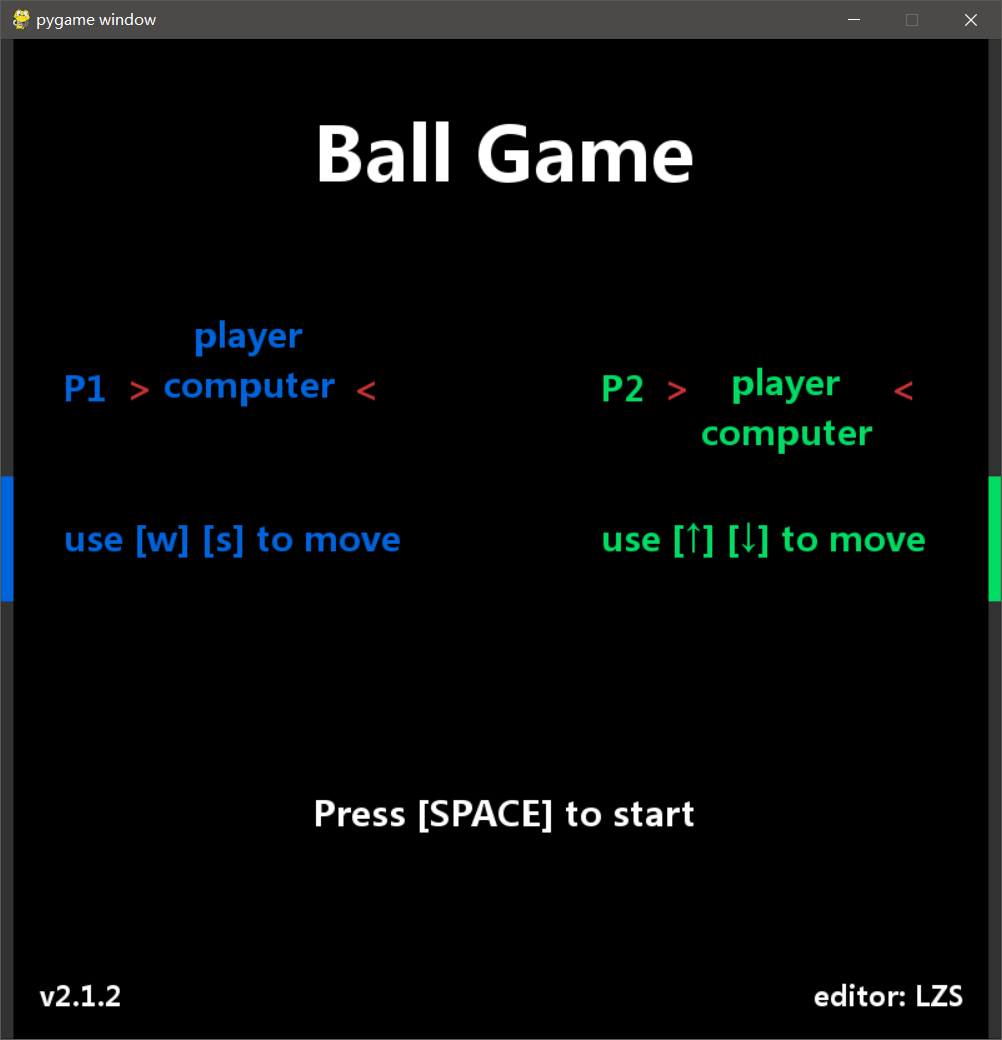 pygame window
Ball Game
player
P1 > computer <
P2 > player <
computer
use [w] [s] to move
use [↑] [↓] to move
Press [SPACE] to start
v2.1.2
editor: LZS